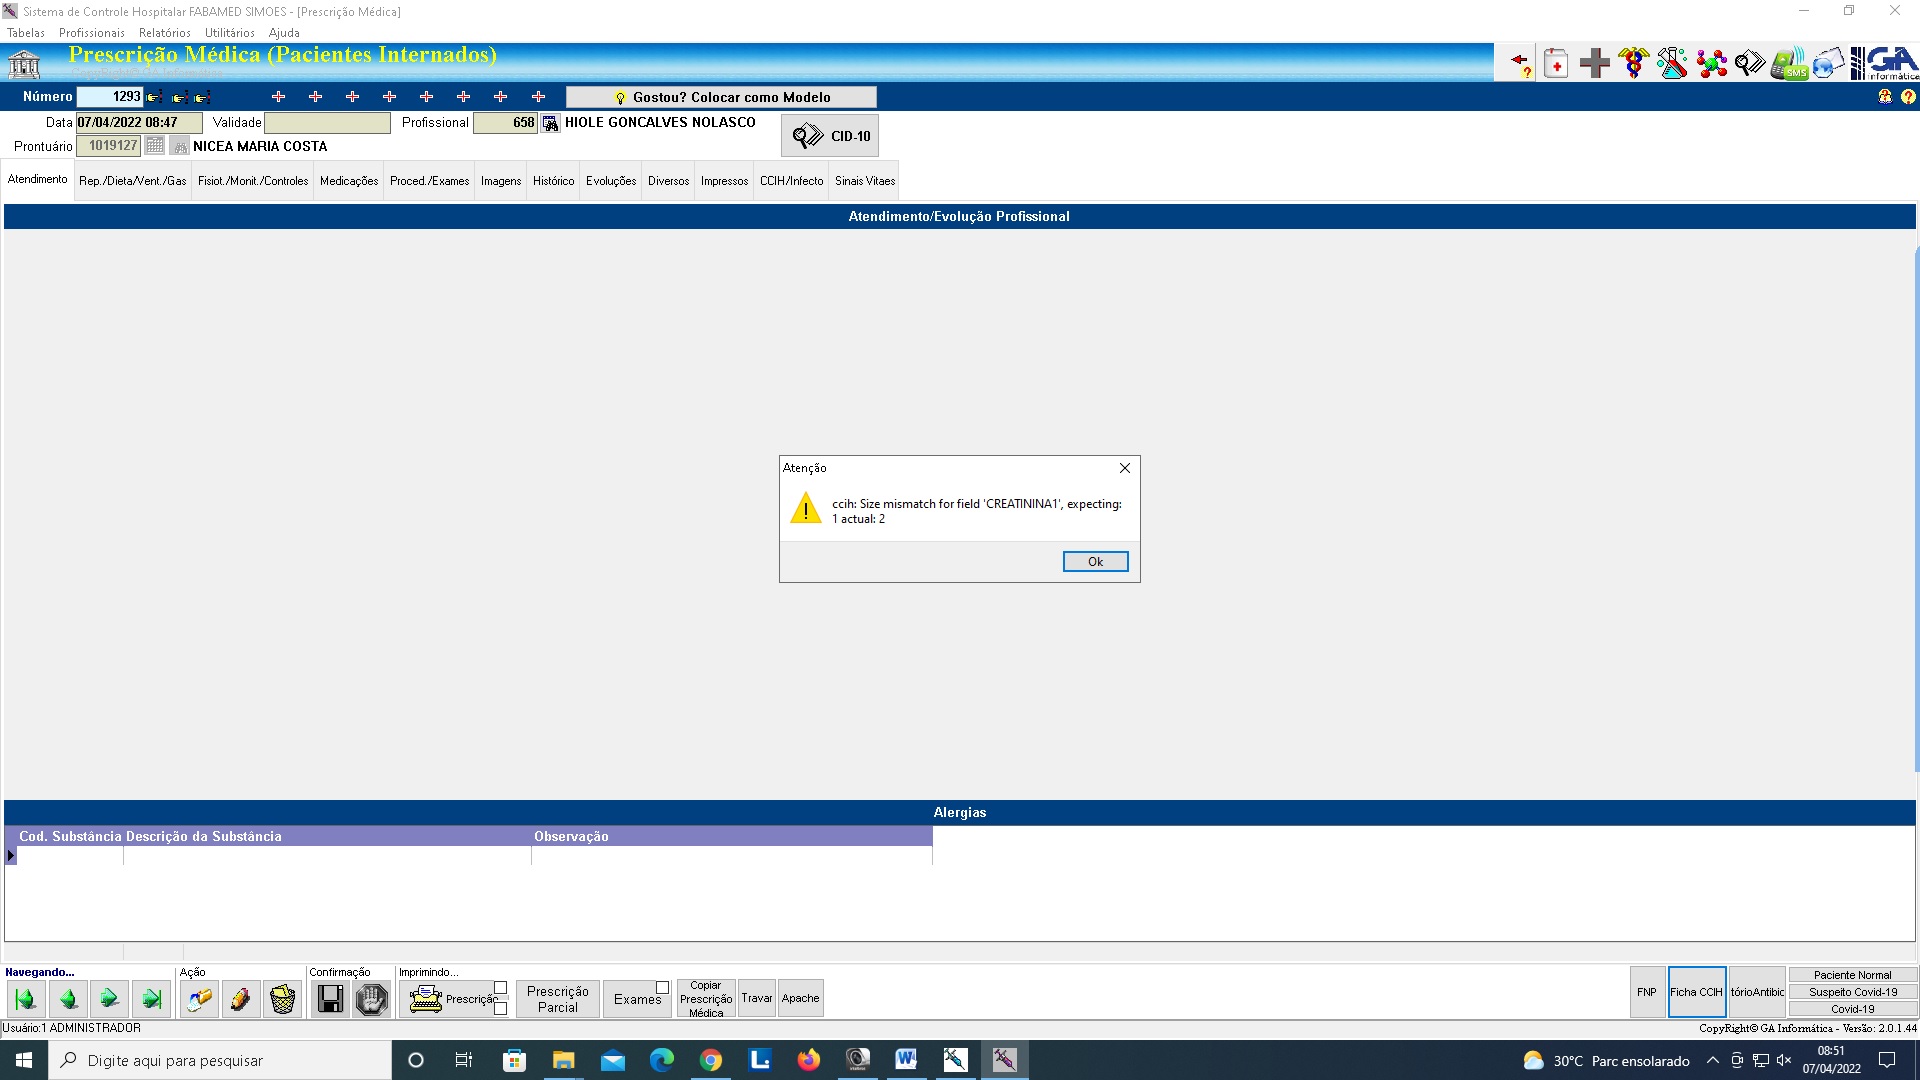 Sistema de Controle Hospitalar FABAMED SIMOES - [Prescrição Médica]
Tabelas Profissionais Relatórios Utilitários Ajuda
Prescrição Médica (Pacientes Internados)
CopyRight© GA Informática
SMS GA informática
Número 1293 Gostou? Colocar como Modelo
Data 07/04/2022 08:47 Validade Profissional 658 HIOLE GONCALVES NOLASCO CID-10
Prontuário 1019127 NICEA MARIA COSTA
Atendimento Rep./Dieta/Vent./Gas Fisiot./Monit./Controles Medicações Proced./Exames Imagens Histórico Evoluções Diversos Impressos CCIH/Infecto Sinais Vitaes
Atendimento/Evolução Profissional
Atenção
ccih: Size mismatch for field 'CREATININA1', expecting:
1 actual: 2
Ok
Alergias
Cod. Substância Descrição da Substância Observação
Navegando... Ação Confirmação Imprimindo...
Prescrição
Prescrição
Parcial
Exames
Copiar
Prescrição
Médica
Travar Apache
FNP Ficha CCIH tórioAntibic
Paciente Normal
Suspeito Covid-19
Covid-19
Usuário:1 ADMINISTRADOR CopyRight© GA Informática - Versão: 2.0.1.44
Digite aqui para pesquisar 30°C Parc ensolarado
08:51
07/04/2022